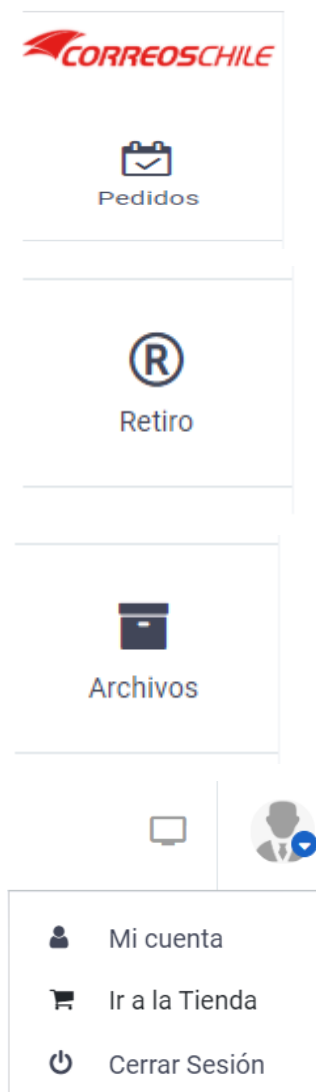 CORREOSCHILE
Pedidos
®
Retiro
Archivos
Mi cuenta
Ir a la Tienda
Cerrar Sesión